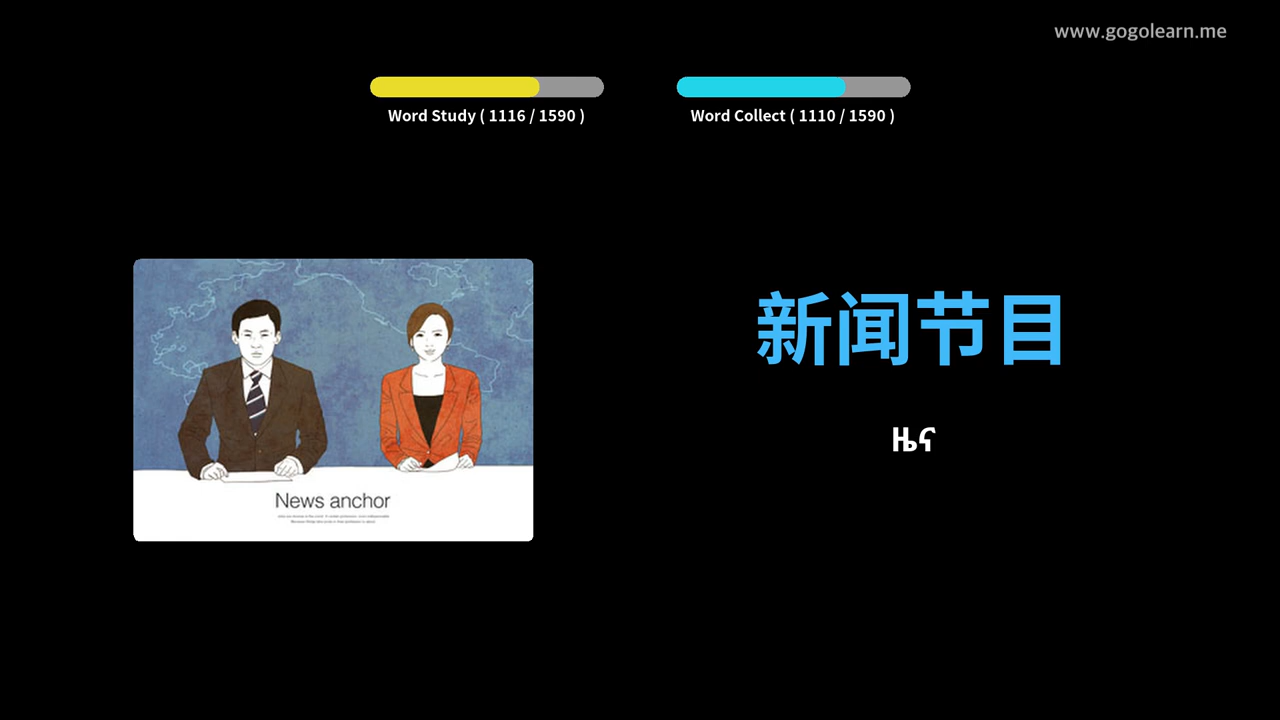 www.gogolearn.me
Word Study ( 1116 / 1590 )
Word Collect ( 1110 / 1590 )
新闻节目
ዜና
News anchor